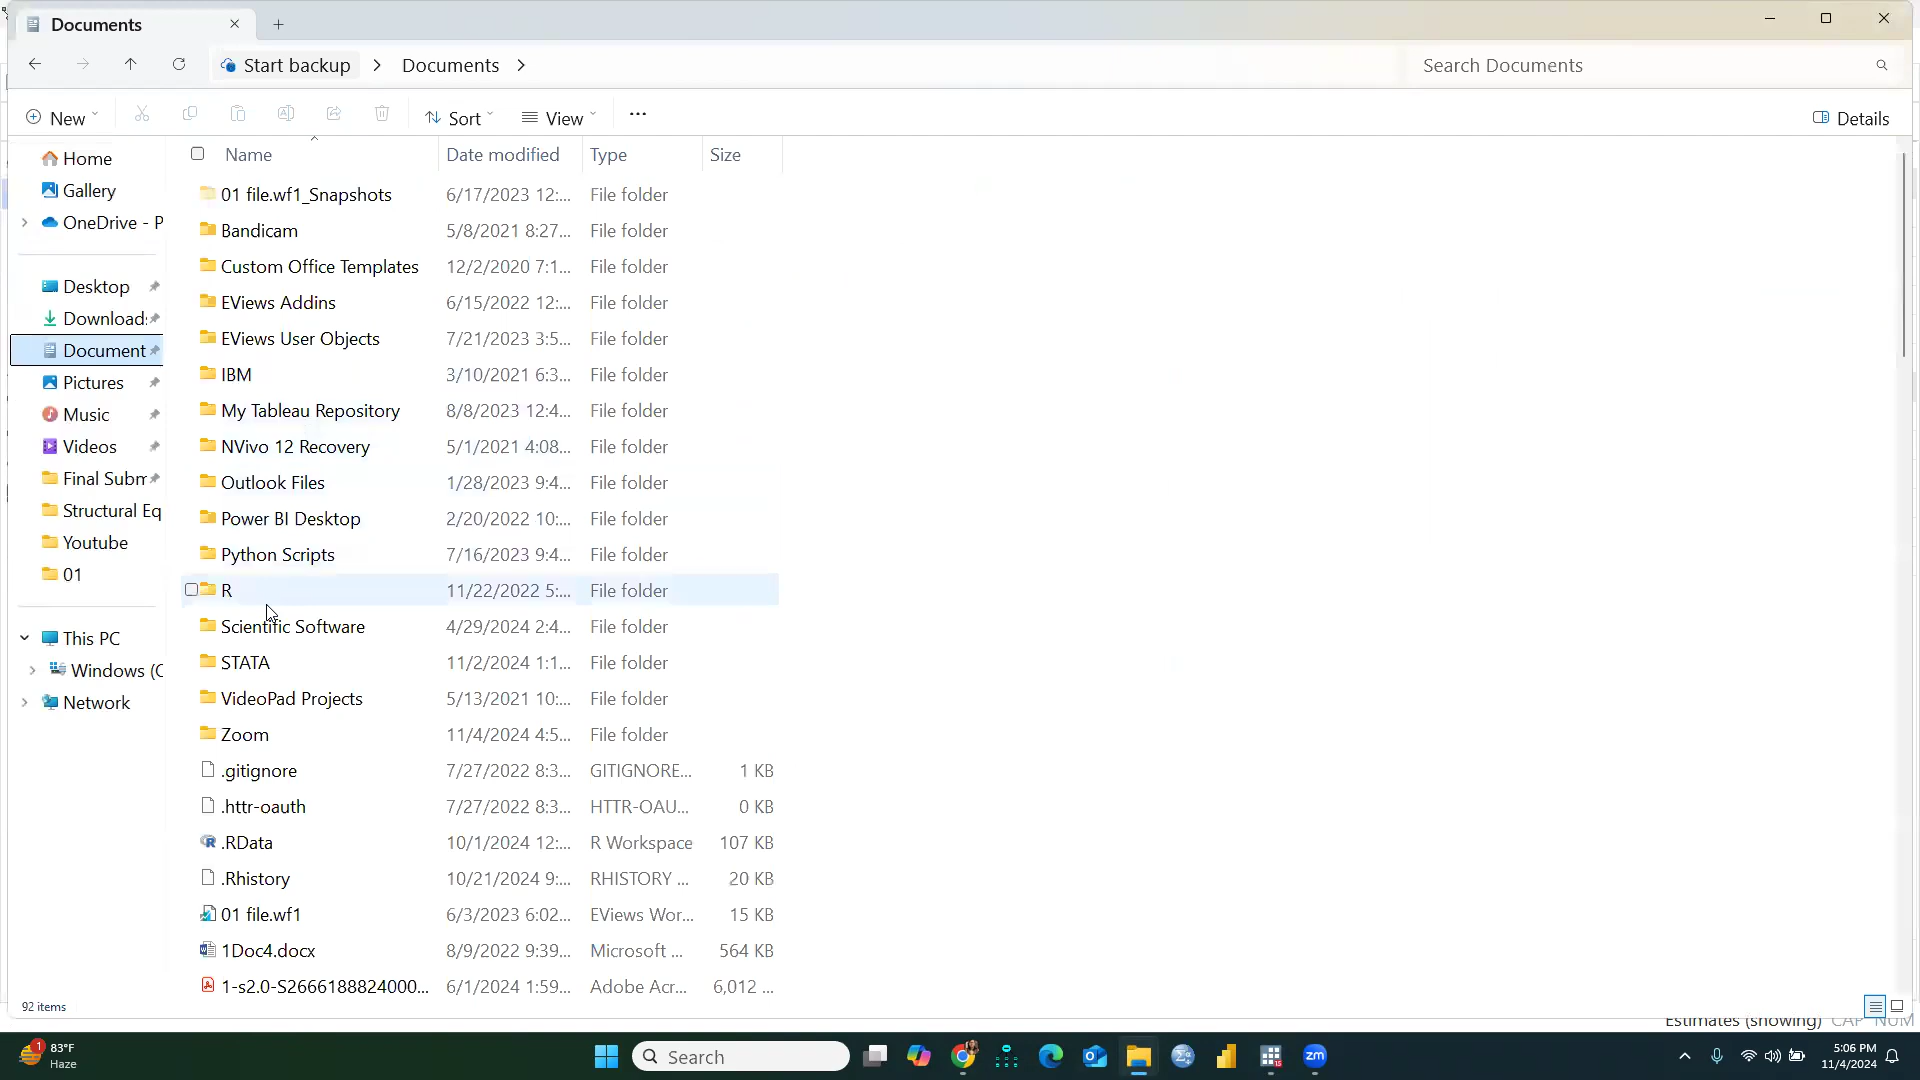 Documents
Start backup > Documents >
Search Documents
New
Sort
View
Details
Name Date modified Type Size
Home
Gallery
OneDrive - P
Desktop
Download
Document
Pictures
Music
Videos
Final Subm
Structural Eq
Youtube
01
This PC
Windows (C
Network
01 file.wf1_Snapshots 6/17/2023 12:... File folder
Bandicam 5/8/2021 8:27... File folder
Custom Office Templates 12/2/2020 7:1... File folder
EViews Addins 6/15/2022 12:... File folder
EViews User Objects 7/21/2023 3:5... File folder
IBM 3/10/2021 6:3... File folder
My Tableau Repository 8/8/2023 12:4... File folder
NVivo 12 Recovery 5/1/2021 4:08... File folder
Outlook Files 1/28/2023 9:4... File folder
Power BI Desktop 2/20/2022 10:... File folder
Python Scripts 7/16/2023 9:4... File folder
R 11/22/2022 5:... File folder
Scientific Software 4/29/2024 2:4... File folder
STATA 11/2/2024 1:1... File folder
VideoPad Projects 5/13/2021 10:... File folder
Zoom 11/4/2024 4:5... File folder
.gitignore 7/27/2022 8:3... GITIGNORE... 1 KB
.httr-oauth 7/27/2022 8:3... HTTR-OAU... 0 KB
.RData 10/1/2024 12:... R Workspace 107 KB
.Rhistory 10/21/2024 9:... RHISTORY ... 20 KB
01 file.wf1 6/3/2023 6:02... EViews Wor... 15 KB
1Doc4.docx 8/9/2022 9:39... Microsoft ... 564 KB
1-s2.0-S2666188824000... 6/1/2024 1:59... Adobe Acr... 6,012 ...
92 items
Estimates (showing) CAP NUM
1
83°F
Haze
Search
zm
5:06 PM
11/4/2024